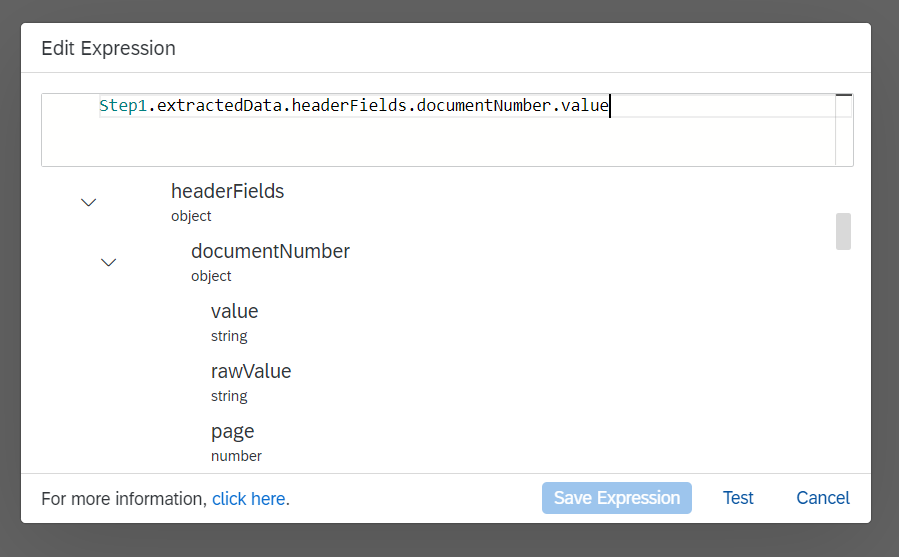 Edit Expression
Step1.extractedData.headerFields.documentNumber.value
headerFields
object
documentNumber
object
value
string
rawValue
string
page
number
For more information, click here.
Save Expression
Test
Cancel